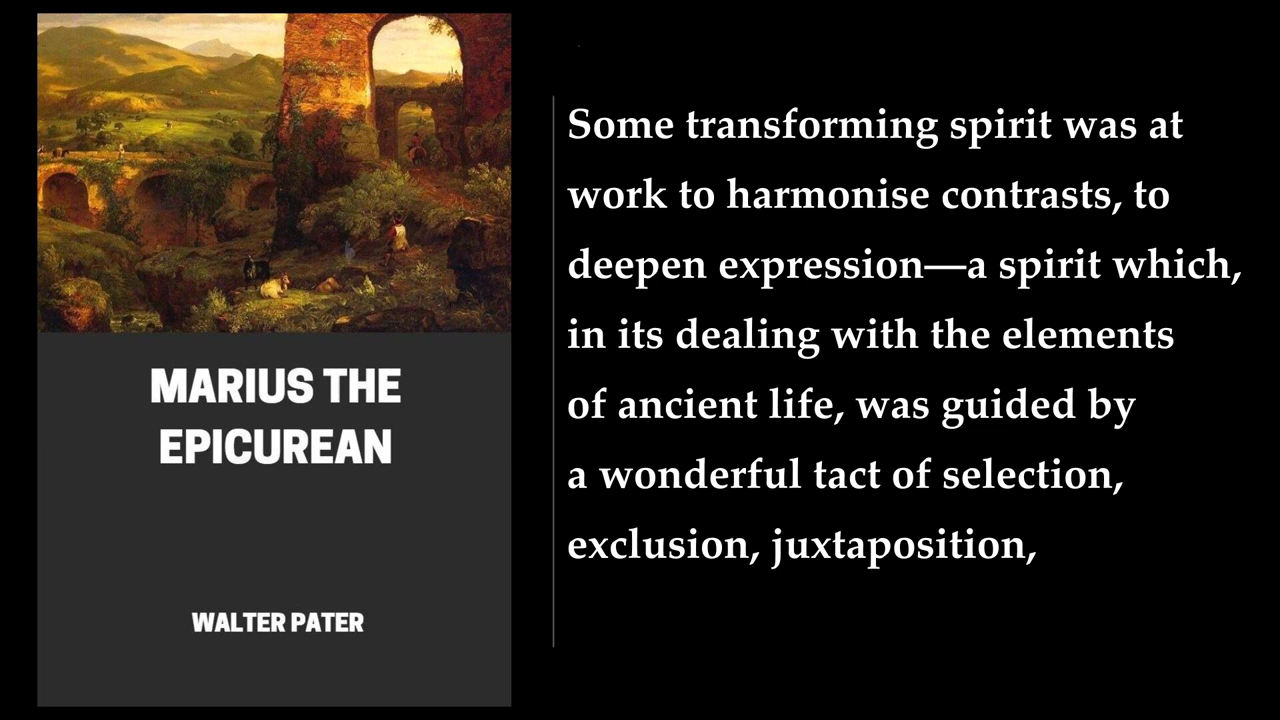 MARIUS THE
EPICUREAN
WALTER PATER
Some transforming spirit was at
work to harmonise contrasts, to
deepen expression—a spirit which,
in its dealing with the elements
of ancient life, was guided by
a wonderful tact of selection,
exclusion, juxtaposition,